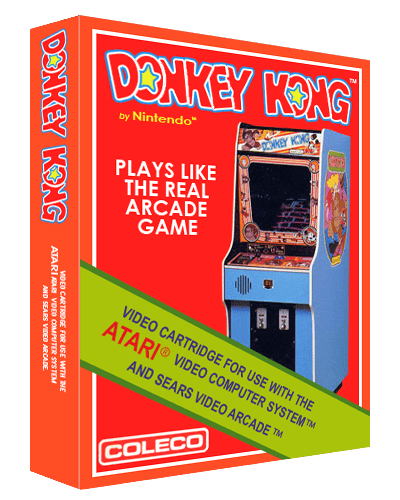 DONKEY KONG™
by Nintendo™
PLAYS LIKE
THE REAL
ARCADE
GAME
DONKEY KONG
VIDEO CARTRIDGE FOR USE WITH THE
ATARI® VIDEO COMPUTER SYSTEM™
AND SEARS VIDEO ARCADE™
COLECO
DONKEY KONG
VIDEO CARTRIDGE FOR USE WITH THE
ATARI VIDEO COMPUTER SYSTEM
AND SEARS VIDEO ARCADE